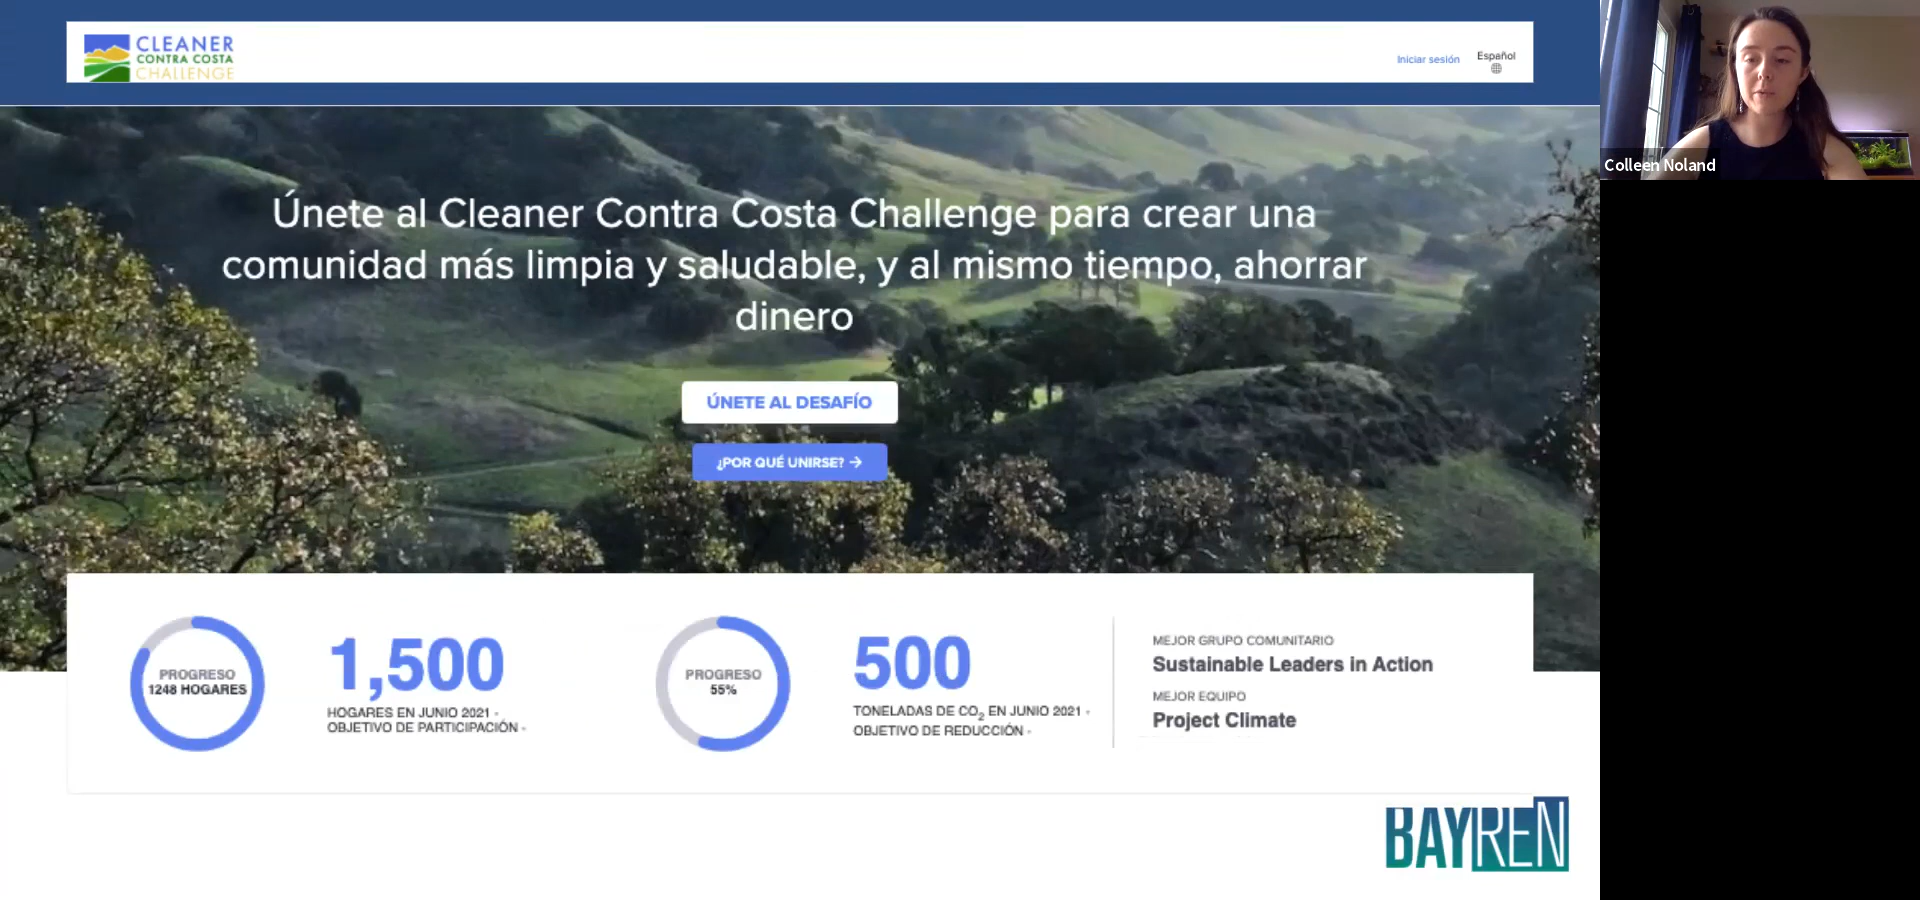 CLEANER
CONTRA COSTA
CHALLENGE
Iniciar sesión
Español
Colleen Noland
Únete al Cleaner Contra Costa Challenge para crear una
comunidad más limpia y saludable, y al mismo tiempo, ahorrar
dinero
ÚNETE AL DESAFÍO
¿POR QUÉ UNIRSE? →
PROGRESO
1248 HOGARES
1,500
HOGARES EN JUNIO 2021 -
OBJETIVO DE PARTICIPACIÓN -
PROGRESO
55%
500
TONELADAS DE CO₂ EN JUNIO 2021 -
OBJETIVO DE REDUCCIÓN -
MEJOR GRUPO COMUNITARIO
Sustainable Leaders in Action
MEJOR EQUIPO
Project Climate
BAYREN